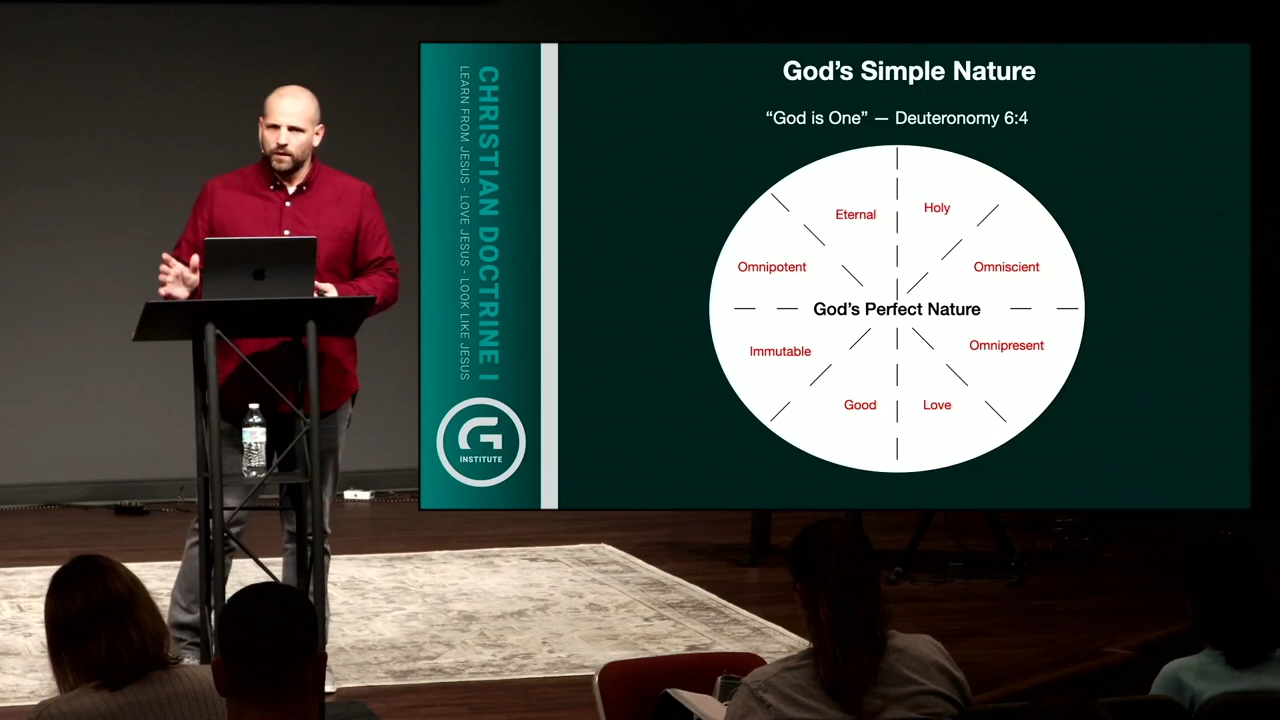 CHRISTIAN DOCTRINE I
LEARN FROM JESUS - LOVE JESUS - LOOK LIKE JESUS
G
INSTITUTE
God's Simple Nature
“God is One” — Deuteronomy 6:4
Eternal
Holy
Omnipotent
Omniscient
God's Perfect Nature
Immutable
Omnipresent
Good
Love